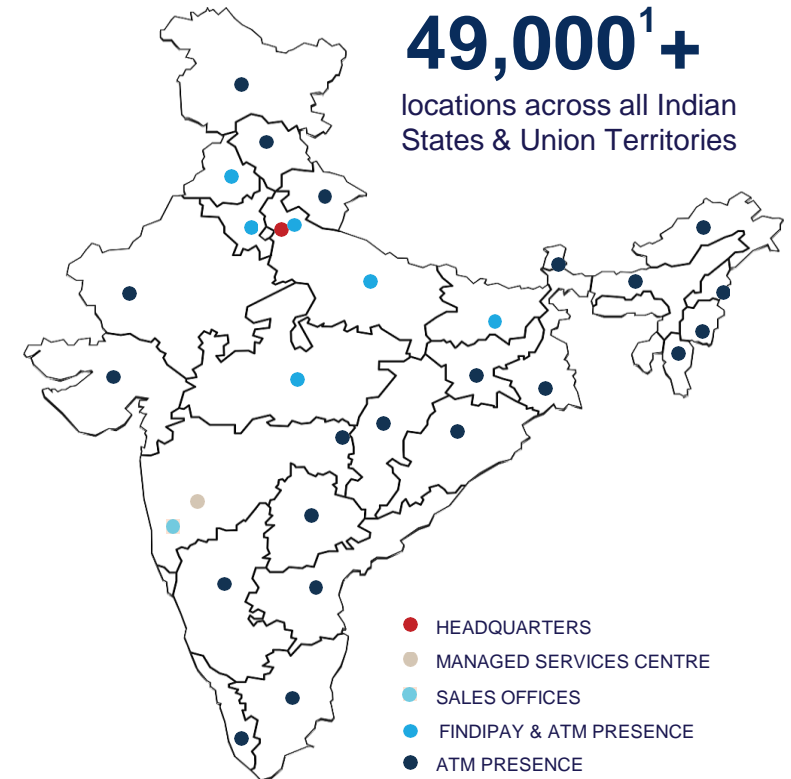 49,000¹+
locations across all Indian
States & Union Territories
HEADQUARTERS
MANAGED SERVICES CENTRE
SALES OFFICES
FINDIPAY & ATM PRESENCE
ATM PRESENCE